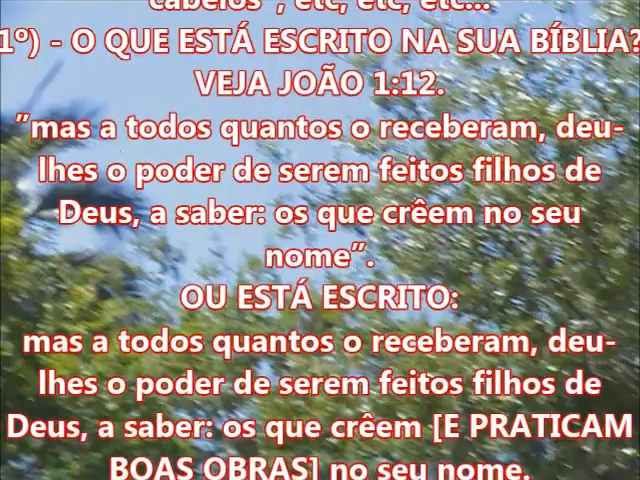 cabelos", etc, etc, etc...
1º) - O QUE ESTÁ ESCRITO NA SUA BÍBLIA?
VEJA JOÃO 1:12.
"mas a todos quantos o receberam, deu-
lhes o poder de serem feitos filhos de
Deus, a saber: os que crêem no seu
nome".
OU ESTÁ ESCRITO:
mas a todos quantos o receberam, deu-
lhes o poder de serem feitos filhos de
Deus, a saber: os que crêem [E PRATICAM
BOAS OBRAS] no seu nome.